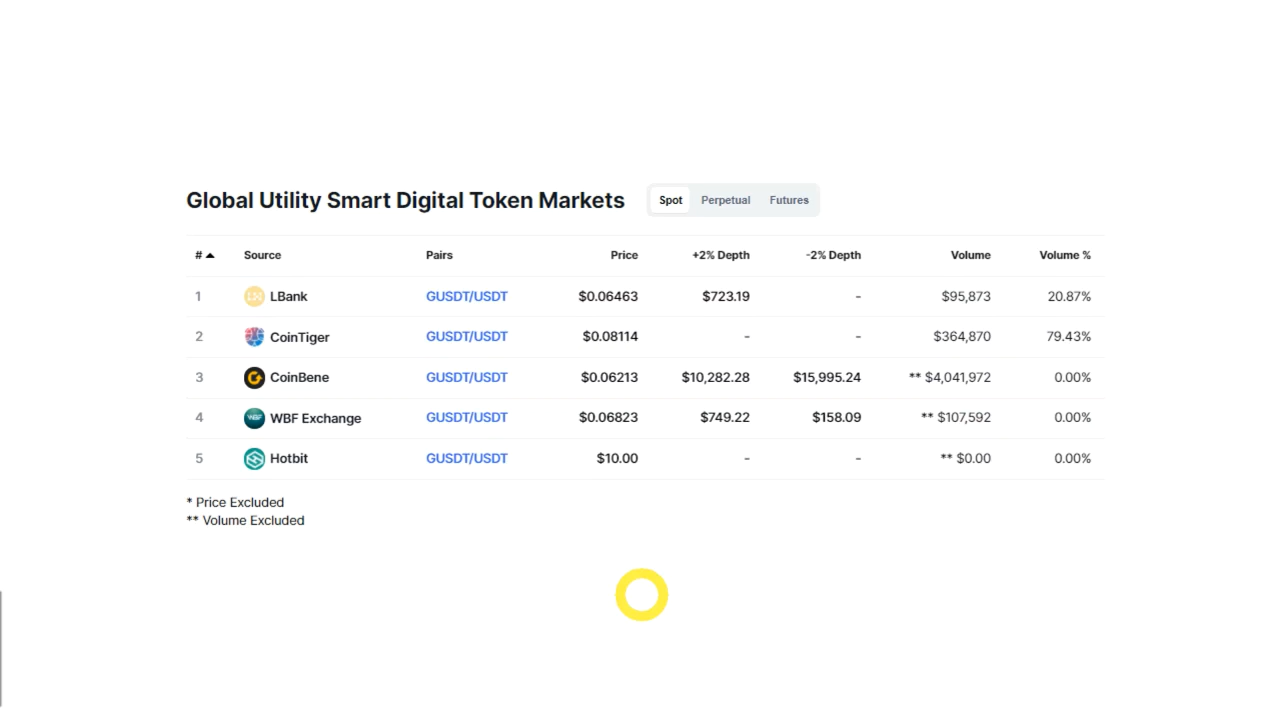 Global Utility Smart Digital Token Markets Spot Perpetual Futures
# Source Pairs Price +2% Depth -2% Depth Volume Volume %
1 LBank GUSDT/USDT $0.06463 $723.19 - $95,873 20.87%
2 CoinTiger GUSDT/USDT $0.08114 - - $364,870 79.43%
3 CoinBene GUSDT/USDT $0.06213 $10,282.28 $15,995.24 ** $4,041,972 0.00%
4 WBF Exchange GUSDT/USDT $0.06823 $749.22 $158.09 ** $107,592 0.00%
5 Hotbit GUSDT/USDT $10.00 - - ** $0.00 0.00%
* Price Excluded
** Volume Excluded